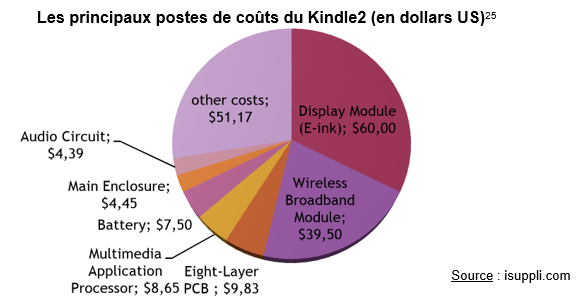 Les principaux postes de coûts du Kindle2 (en dollars US)25
other costs;
$51,17
Display Module
(E-ink); $60,00
Audio Circuit;
$4,39
Main Enclosure;
$4,45
Wireless
Broadband
Module;
$39,50
Battery; $7,50
Multimedia
Application
Processor; $8,65
Eight-Layer
PCB ; $9,83
Source : isuppli.com